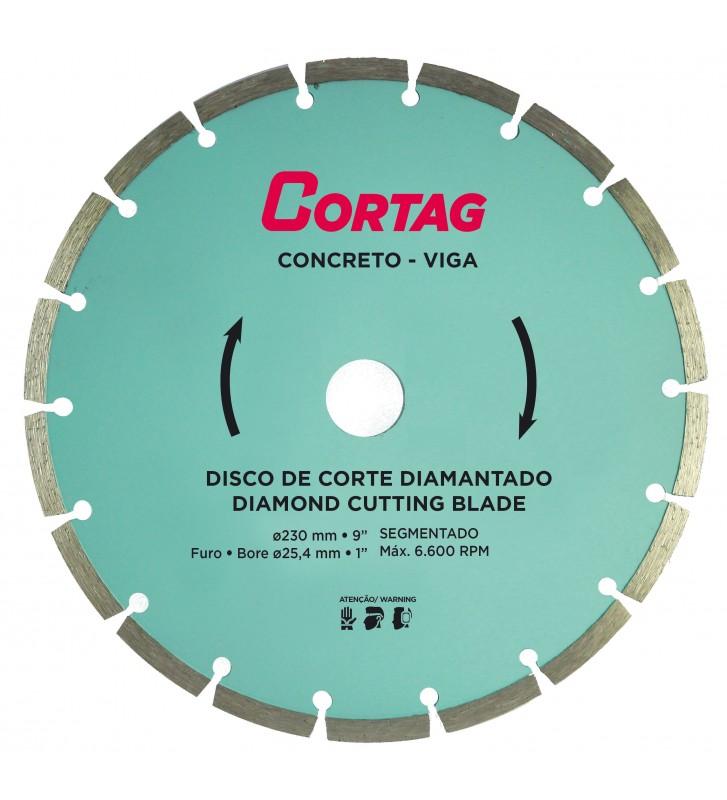 CORTAG
CONCRETO - VIGA
DISCO DE CORTE DIAMANTADO
DIAMOND CUTTING BLADE
ø230 mm • 9” SEGMENTADO
Furo • Bore ø25,4 mm • 1” Máx. 6.600 RPM
ATENÇÃO/ WARNING